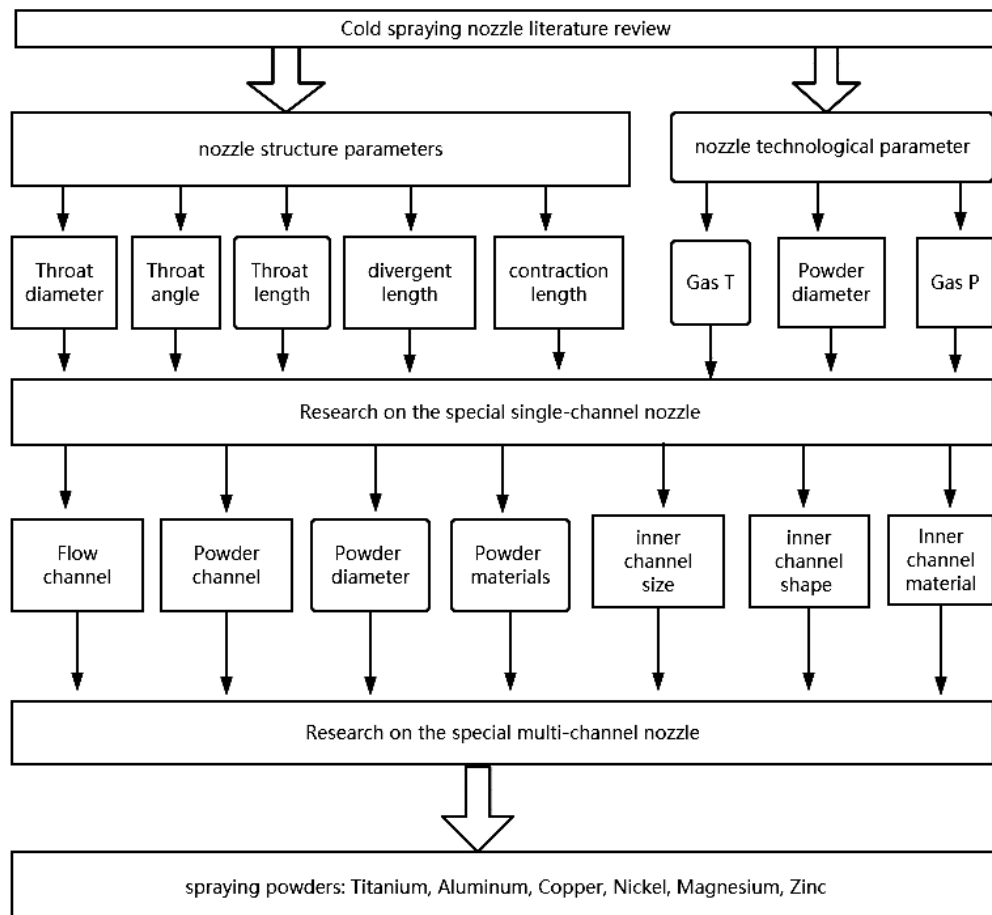 Cold spraying nozzle literature review
nozzle structure parameters
nozzle technological parameter
Throat
diameter
Throat
angle
Throat
length
divergent
length
contraction
length
Gas T
Powder
diameter
Gas P
Research on the special single-channel nozzle
Flow
channel
Powder
channel
Powder
diameter
Powder
materials
inner
channel
size
inner
channel
shape
Inner
channel
material
Research on the special multi-channel nozzle
spraying powders: Titanium, Aluminum, Copper, Nickel, Magnesium, Zinc